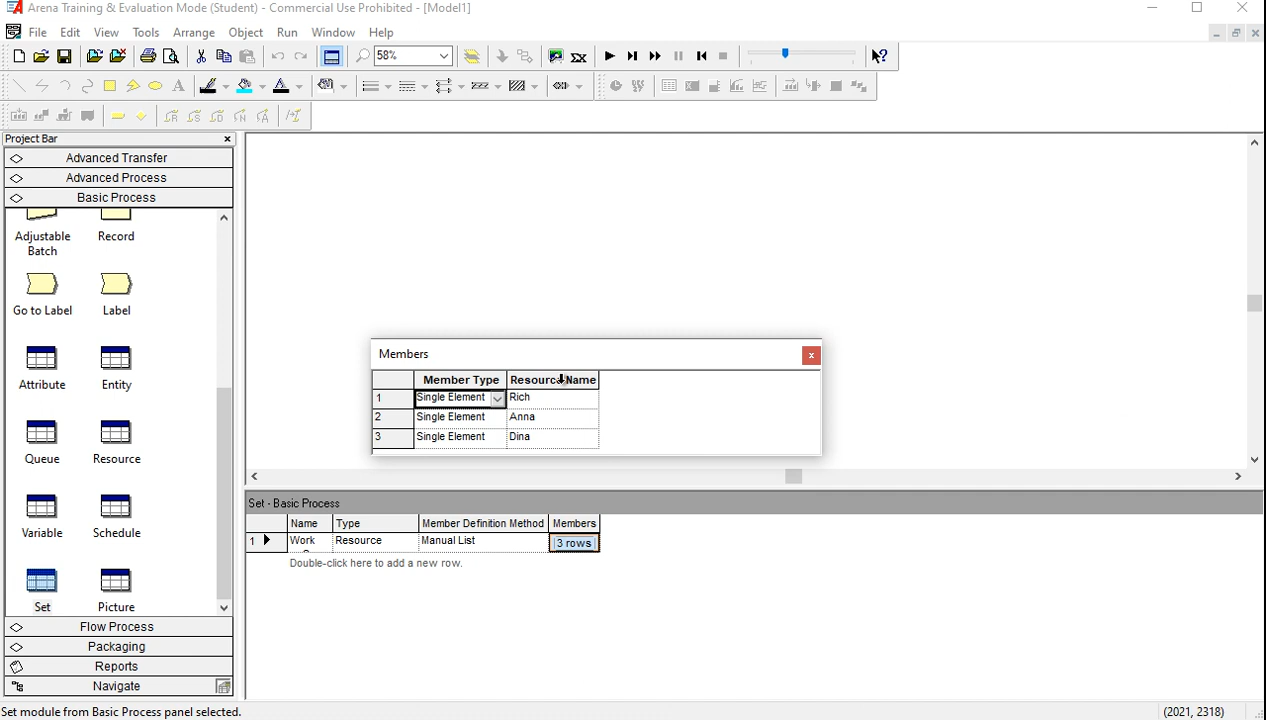 Arena Training & Evaluation Mode (Student) - Commercial Use Prohibited - [Model1]
File Edit View Tools Arrange Object Run Window Help
58%
Project Bar
Advanced Transfer
Advanced Process
Basic Process
Adjustable Batch
Record
Go to Label
Label
Attribute
Entity
Queue
Resource
Variable
Schedule
Set
Picture
Flow Process
Packaging
Reports
Navigate
Members
Member Type Resource Name
1 Single Element Rich
2 Single Element Anna
3 Single Element Dina
Set - Basic Process
Name Type Member Definition Method Members
1 Work Resource Manual List 3 rows
Double-click here to add a new row.
Set module from Basic Process panel selected.
(2021, 2318)